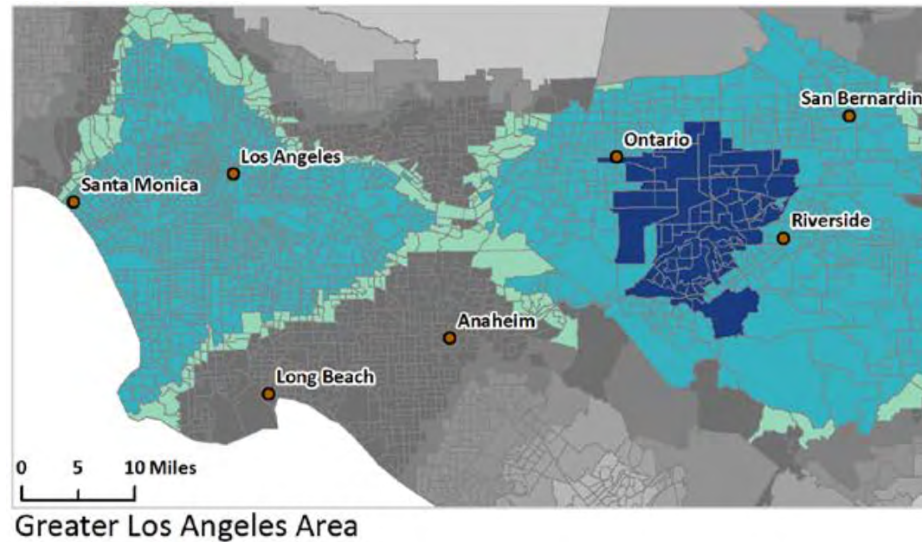 San Bernardin
Ontario
Los Angeles
Santa Monica
Riverside
Anaheim
Long Beach
0 5 10 Miles
Greater Los Angeles Area